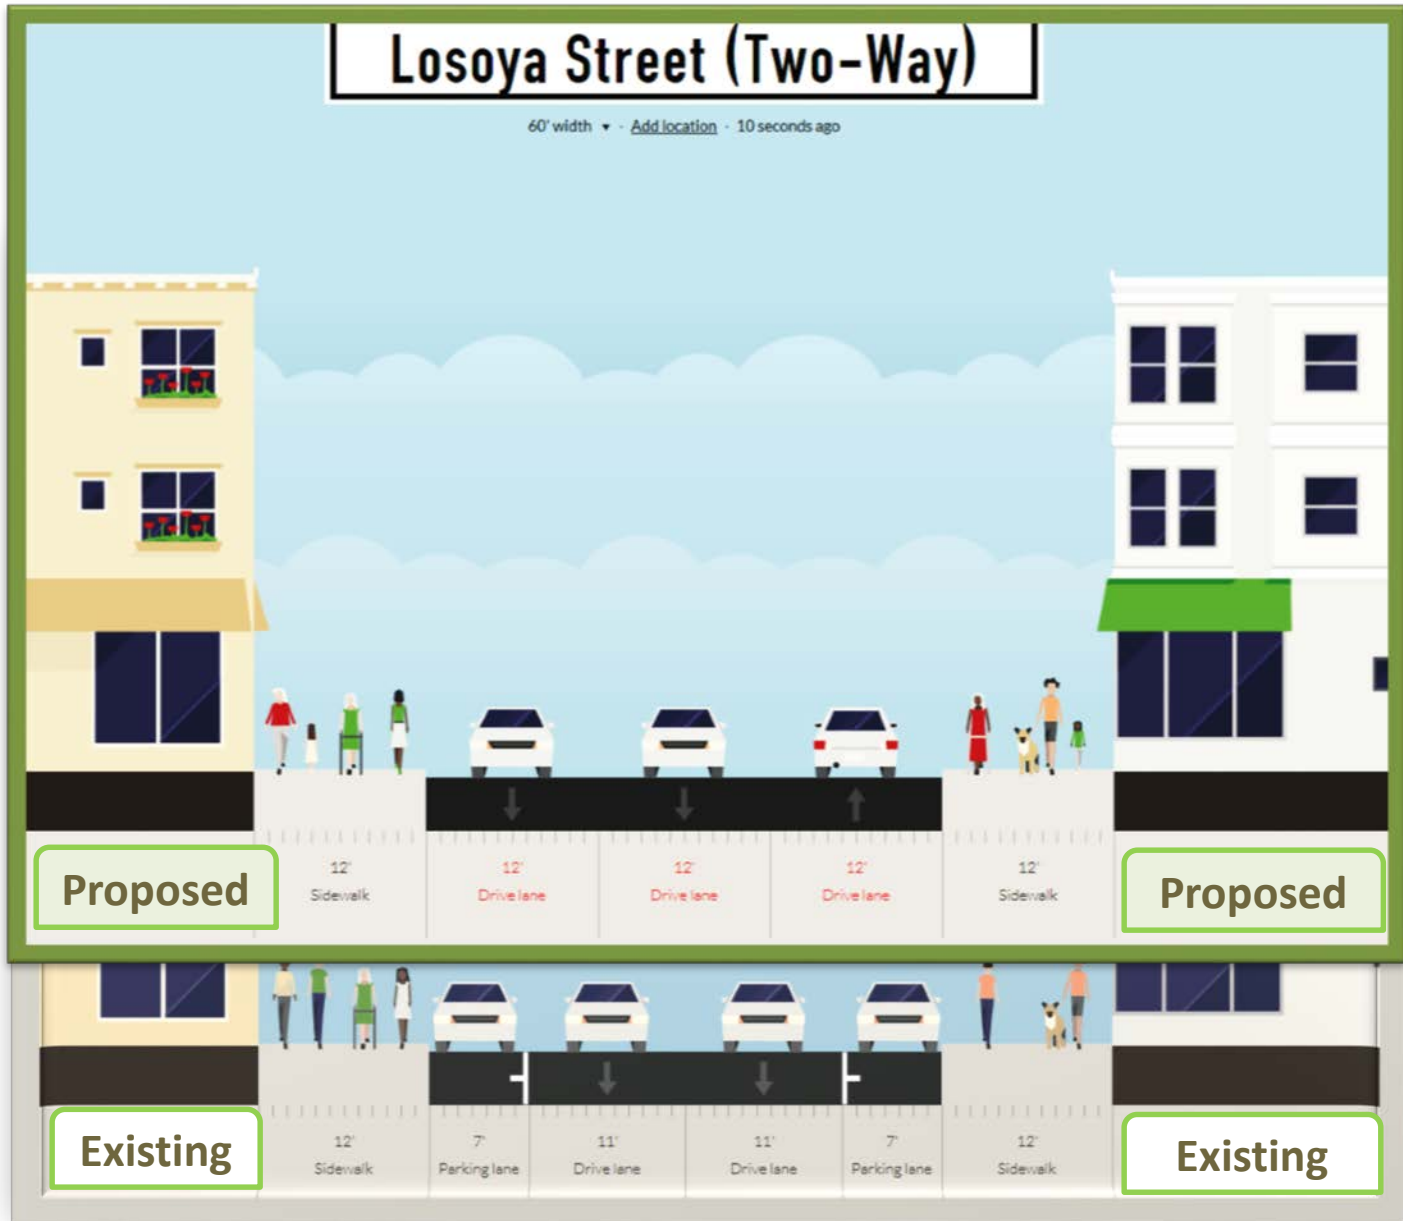 Losoya Street (Two-Way)
60' width ▾ · Add location · 10 seconds ago
Proposed
12' Sidewalk
12' Drive lane
12' Drive lane
12' Drive lane
12' Sidewalk
Proposed
Existing
12' Sidewalk
7' Parking lane
11' Drive lane
11' Drive lane
7' Parking lane
12' Sidewalk
Existing